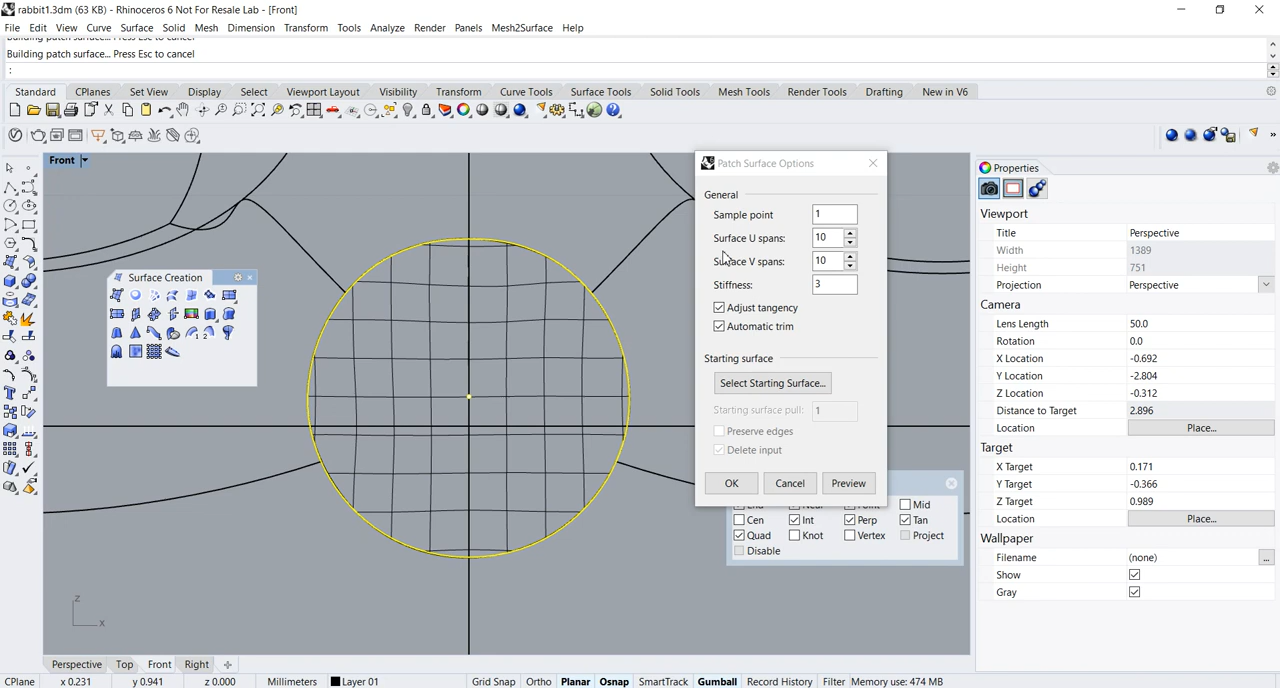 rabbit1.3dm (63 KB) - Rhinoceros 6 Not For Resale Lab - [Front]
File Edit View Curve Surface Solid Mesh Dimension Transform Tools Analyze Render Panels Mesh2Surface Help
Building patch surface... Press Esc to cancel
Building patch surface... Press Esc to cancel
:
Standard CPlanes Set View Display Select Viewport Layout Visibility Transform Curve Tools Surface Tools Solid Tools Mesh Tools Render Tools Drafting New in V6
Front
Surface Creation
z
x
Patch Surface Options
General
Sample point 1
Surface U spans: 10
Surface V spans: 10
Stiffness: 3
Adjust tangency
Automatic trim
Starting surface
Select Starting Surface...
Starting surface pull: 1
Preserve edges
Delete input
OK Cancel Preview
End Near Point Mid
Cen Int Perp Tan
Quad Knot Vertex Project
Disable
Properties
Viewport
Title Perspective
Width 1389
Height 751
Projection Perspective
Camera
Lens Length 50.0
Rotation 0.0
X Location -0.692
Y Location -2.804
Z Location -0.312
Distance to Target 2.896
Location Place...
Target
X Target 0.171
Y Target -0.366
Z Target 0.989
Location Place...
Wallpaper
Filename (none) ...
Show
Gray
Perspective Top Front Right
CPlane x 0.231 y 0.941 z 0.000 Millimeters Layer 01 Grid Snap Ortho Planar Osnap SmartTrack Gumball Record History Filter Memory use: 474 MB